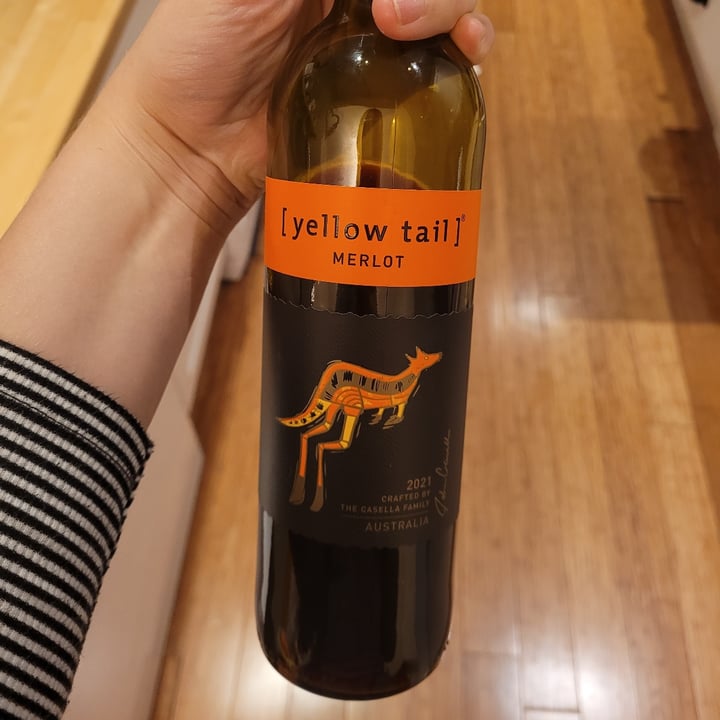 [yellow tail]®
MERLOT
2021
CRAFTED BY
THE CASELLA FAMILY
AUSTRALIA